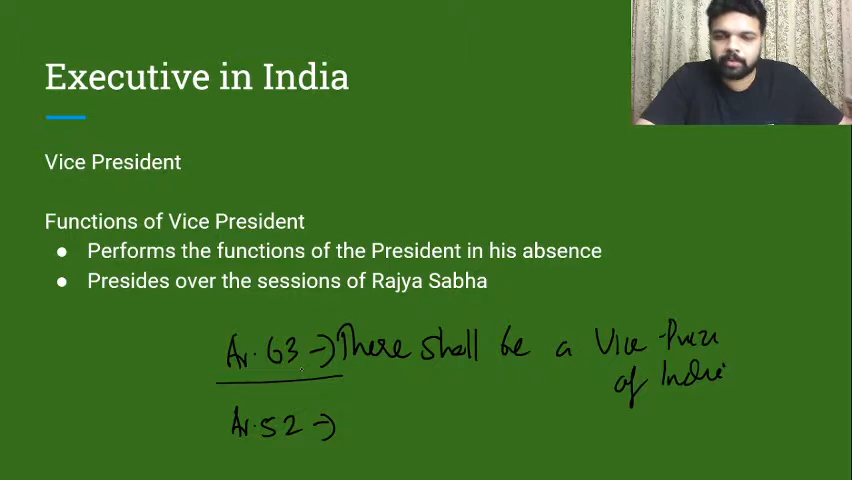 Executive in India
Vice President
Functions of Vice President
● Performs the functions of the President in his absence
● Presides over the sessions of Rajya Sabha
Ar. 63 → There shall be a Vice
of India
Ar. 52 →